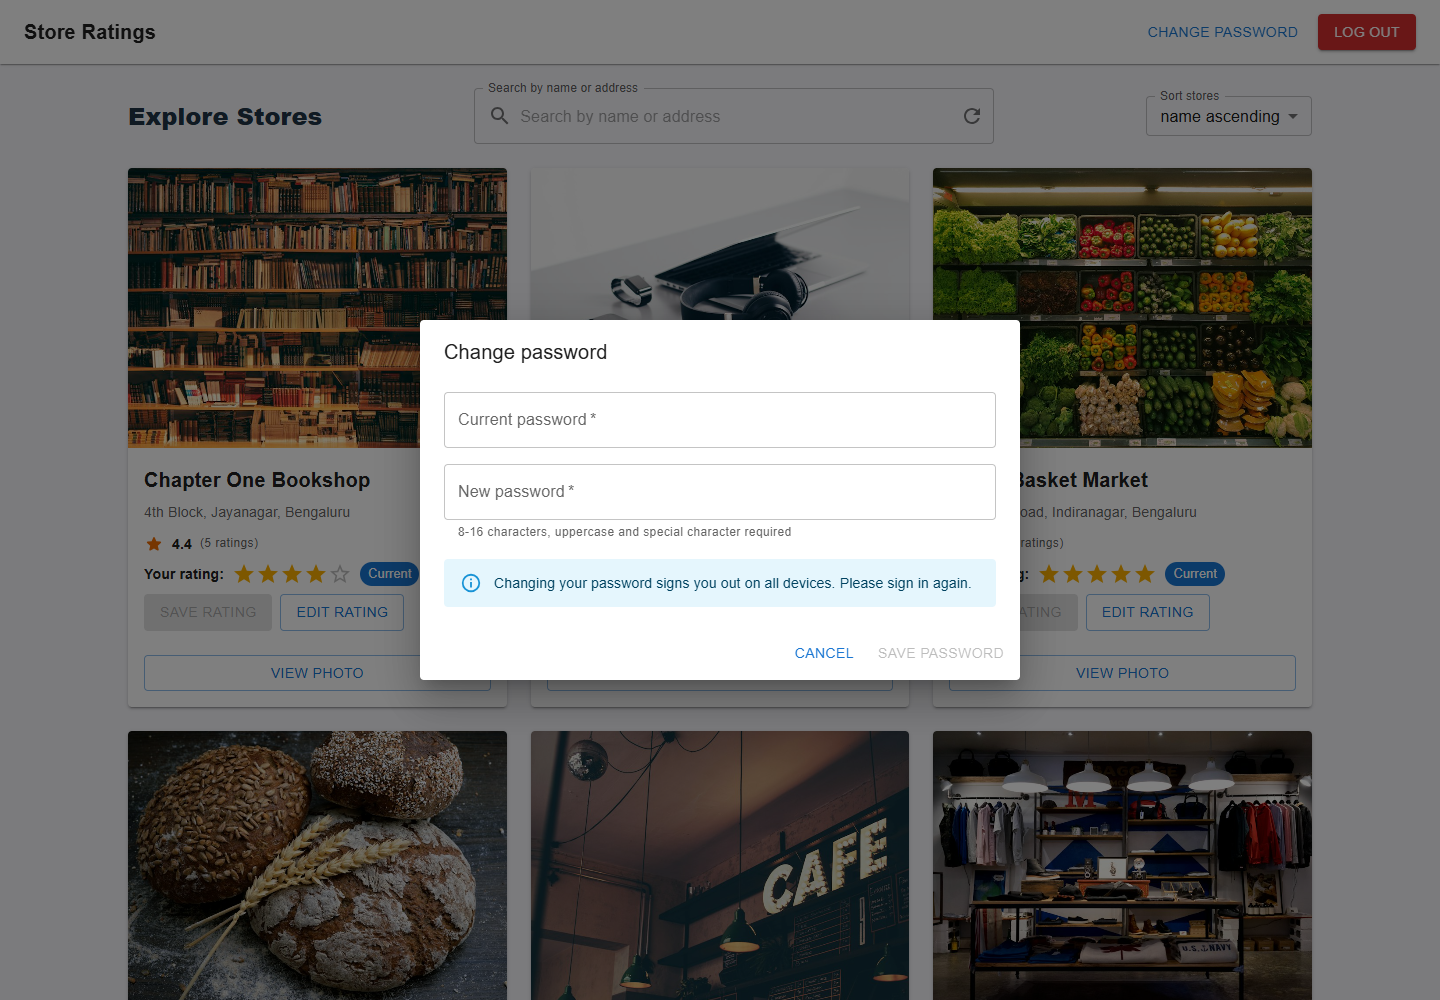 Store Ratings
CHANGE PASSWORD
LOG OUT
Explore Stores
Search by name or address
Search by name or address
Sort stores
name ascending
Change password
Current password *
New password *
8-16 characters, uppercase and special character required
Changing your password signs you out on all devices. Please sign in again.
CANCEL
SAVE PASSWORD
Chapter One Bookshop
4th Block, Jayanagar, Bengaluru
4.4 (5 ratings)
Your rating:
Current
SAVE RATING
EDIT RATING
VIEW PHOTO
Basket Market
oad, Indiranagar, Bengaluru
ratings)
g:
Current
ATING
EDIT RATING
VIEW PHOTO
CAFE
U.S. NAVY